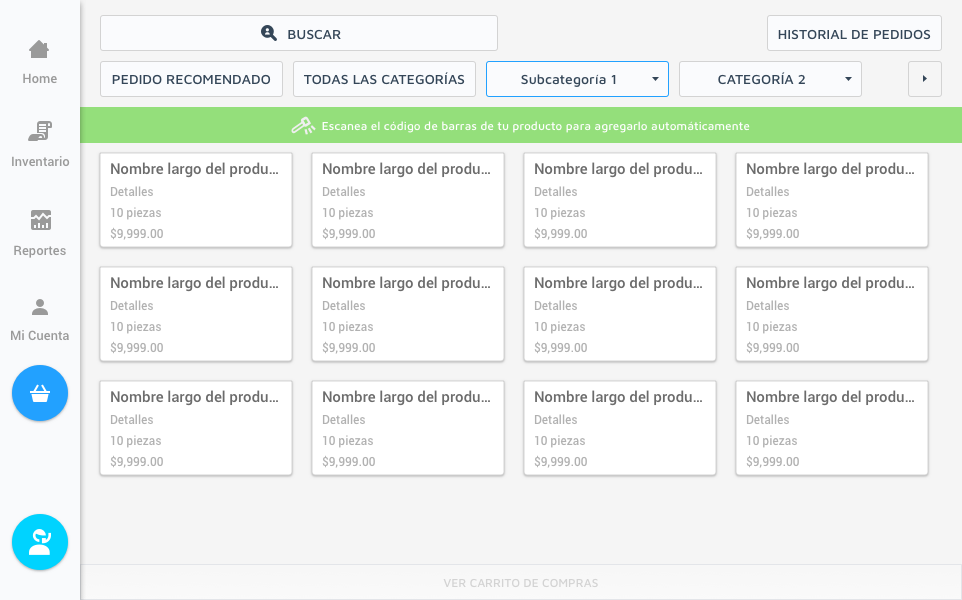 BUSCAR
HISTORIAL DE PEDIDOS
PEDIDO RECOMENDADO
TODAS LAS CATEGORÍAS
Subcategoría 1
CATEGORÍA 2
Escanea el código de barras de tu producto para agregarlo automáticamente
Home
Inventario
Reportes
Mi Cuenta
Nombre largo del produ...
Detalles
10 piezas
$9,999.00
Nombre largo del produ...
Detalles
10 piezas
$9,999.00
Nombre largo del produ...
Detalles
10 piezas
$9,999.00
Nombre largo del produ...
Detalles
10 piezas
$9,999.00
Nombre largo del produ...
Detalles
10 piezas
$9,999.00
Nombre largo del produ...
Detalles
10 piezas
$9,999.00
Nombre largo del produ...
Detalles
10 piezas
$9,999.00
Nombre largo del produ...
Detalles
10 piezas
$9,999.00
Nombre largo del produ...
Detalles
10 piezas
$9,999.00
Nombre largo del produ...
Detalles
10 piezas
$9,999.00
Nombre largo del produ...
Detalles
10 piezas
$9,999.00
Nombre largo del produ...
Detalles
10 piezas
$9,999.00
VER CARRITO DE COMPRAS